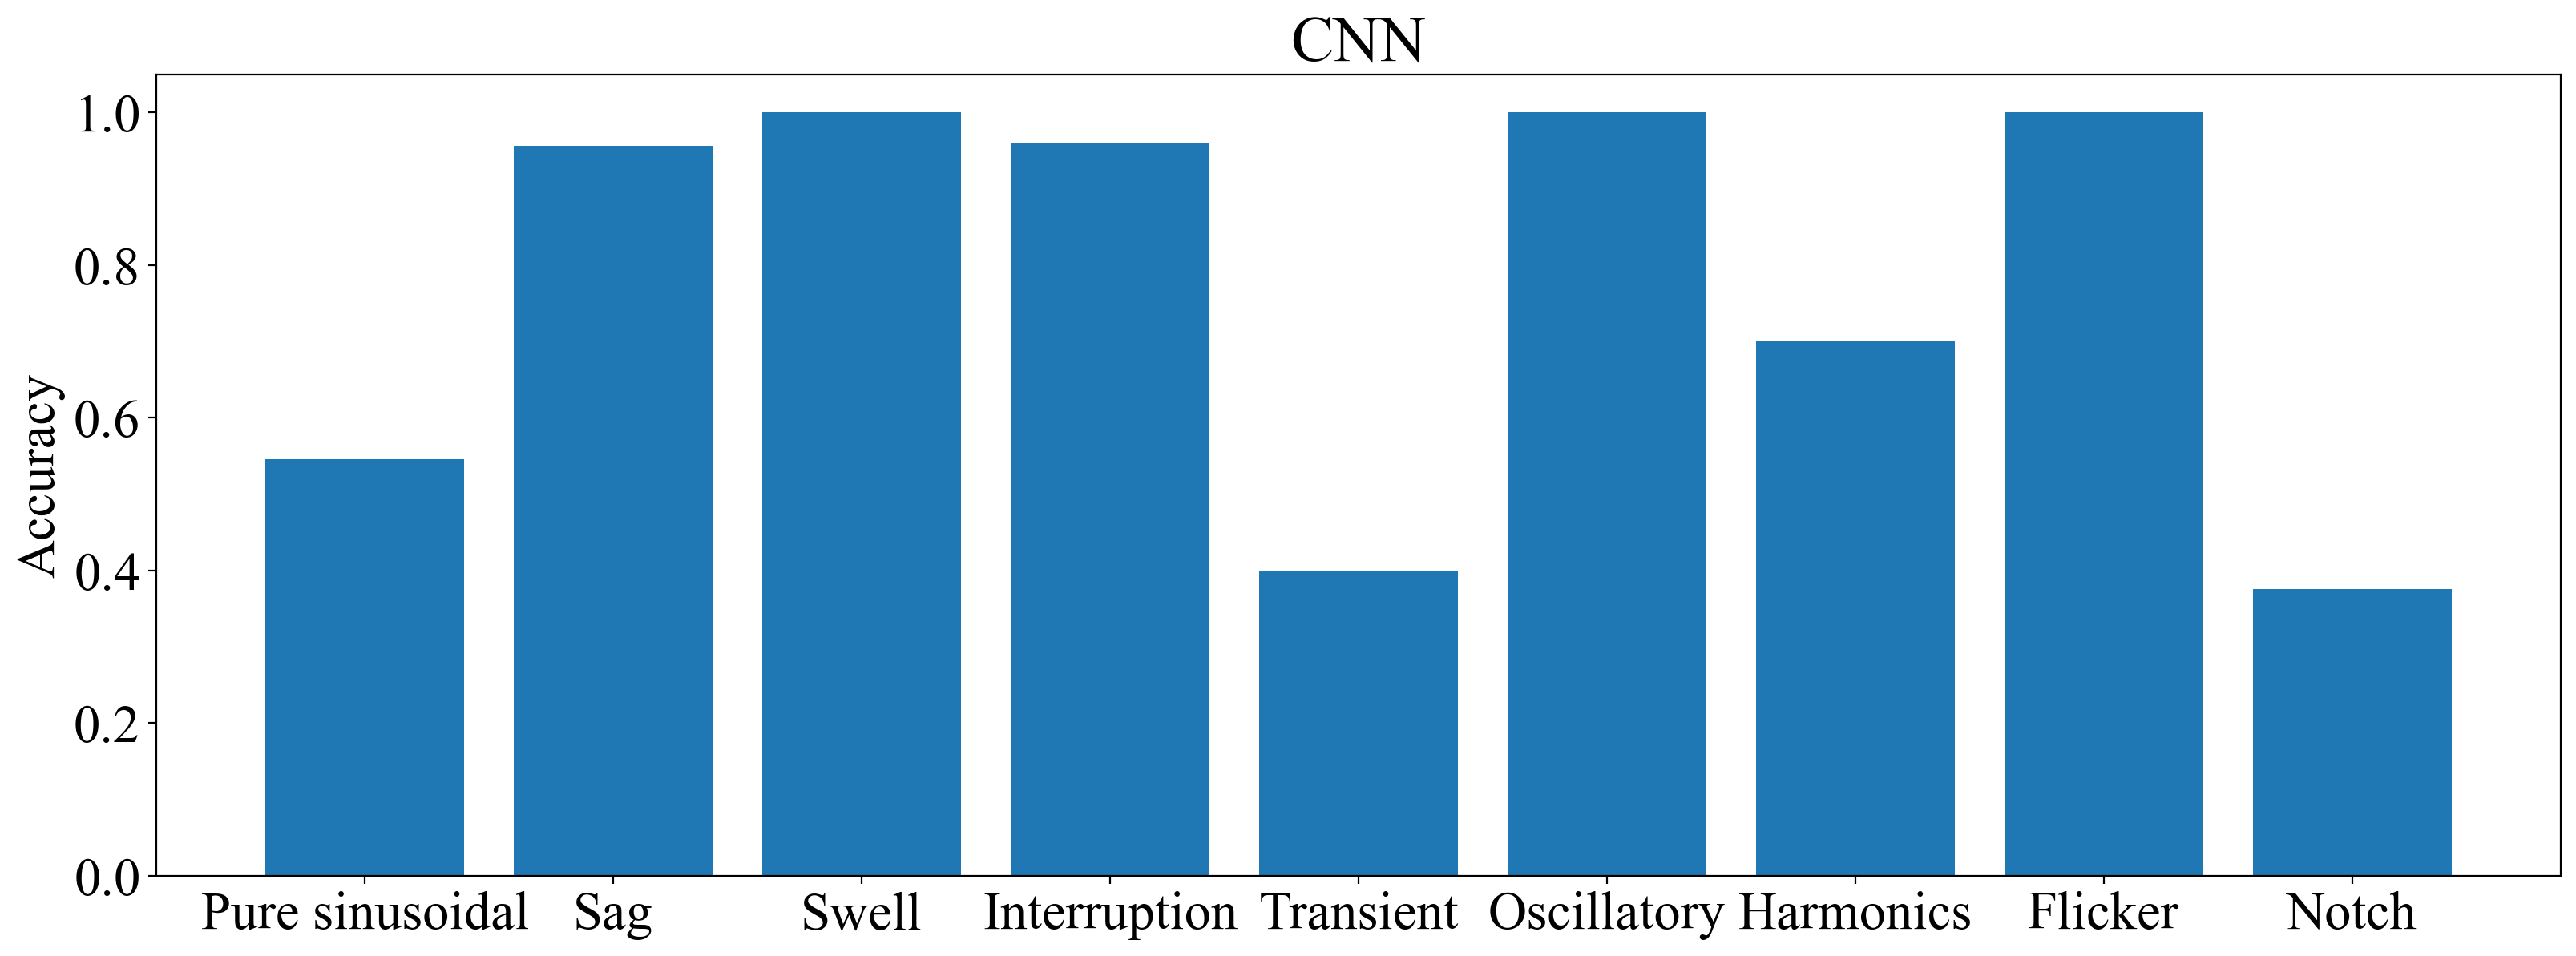 CNN
Accuracy
1.0
0.8
0.6
0.4
0.2
0.0
Pure sinusoidal Sag Swell Interruption Transient Oscillatory Harmonics Flicker Notch